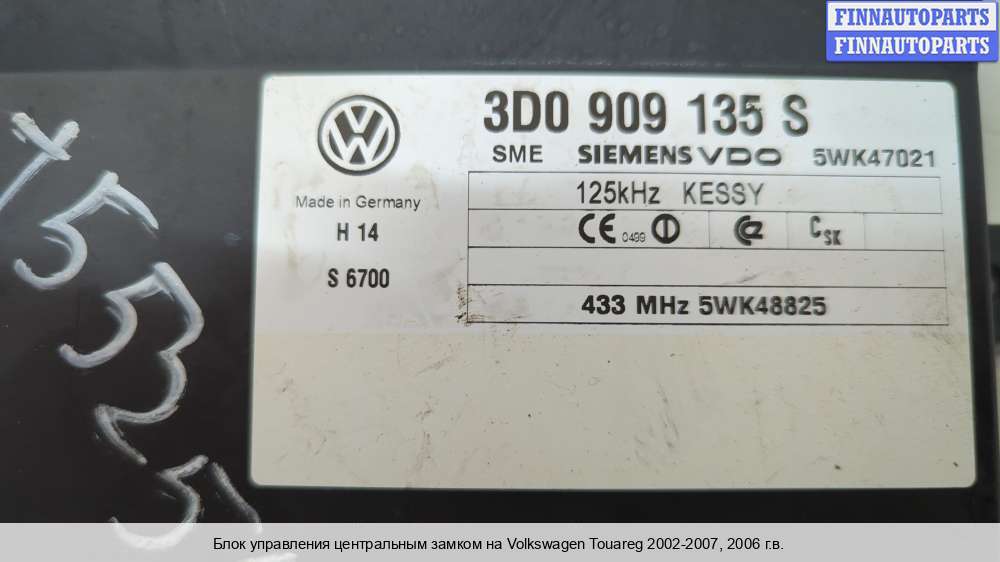 FINNAUTOPARTS
FINNAUTOPARTS
3D0 909 135 S
SME SIEMENS VDO 5WK47021
Made in Germany
125kHz KESSY
H 14
CE 0499
C SK
S 6700
433 MHz 5WK48825
Блок управления центральным замком на Volkswagen Touareg 2002-2007, 2006 г.в.